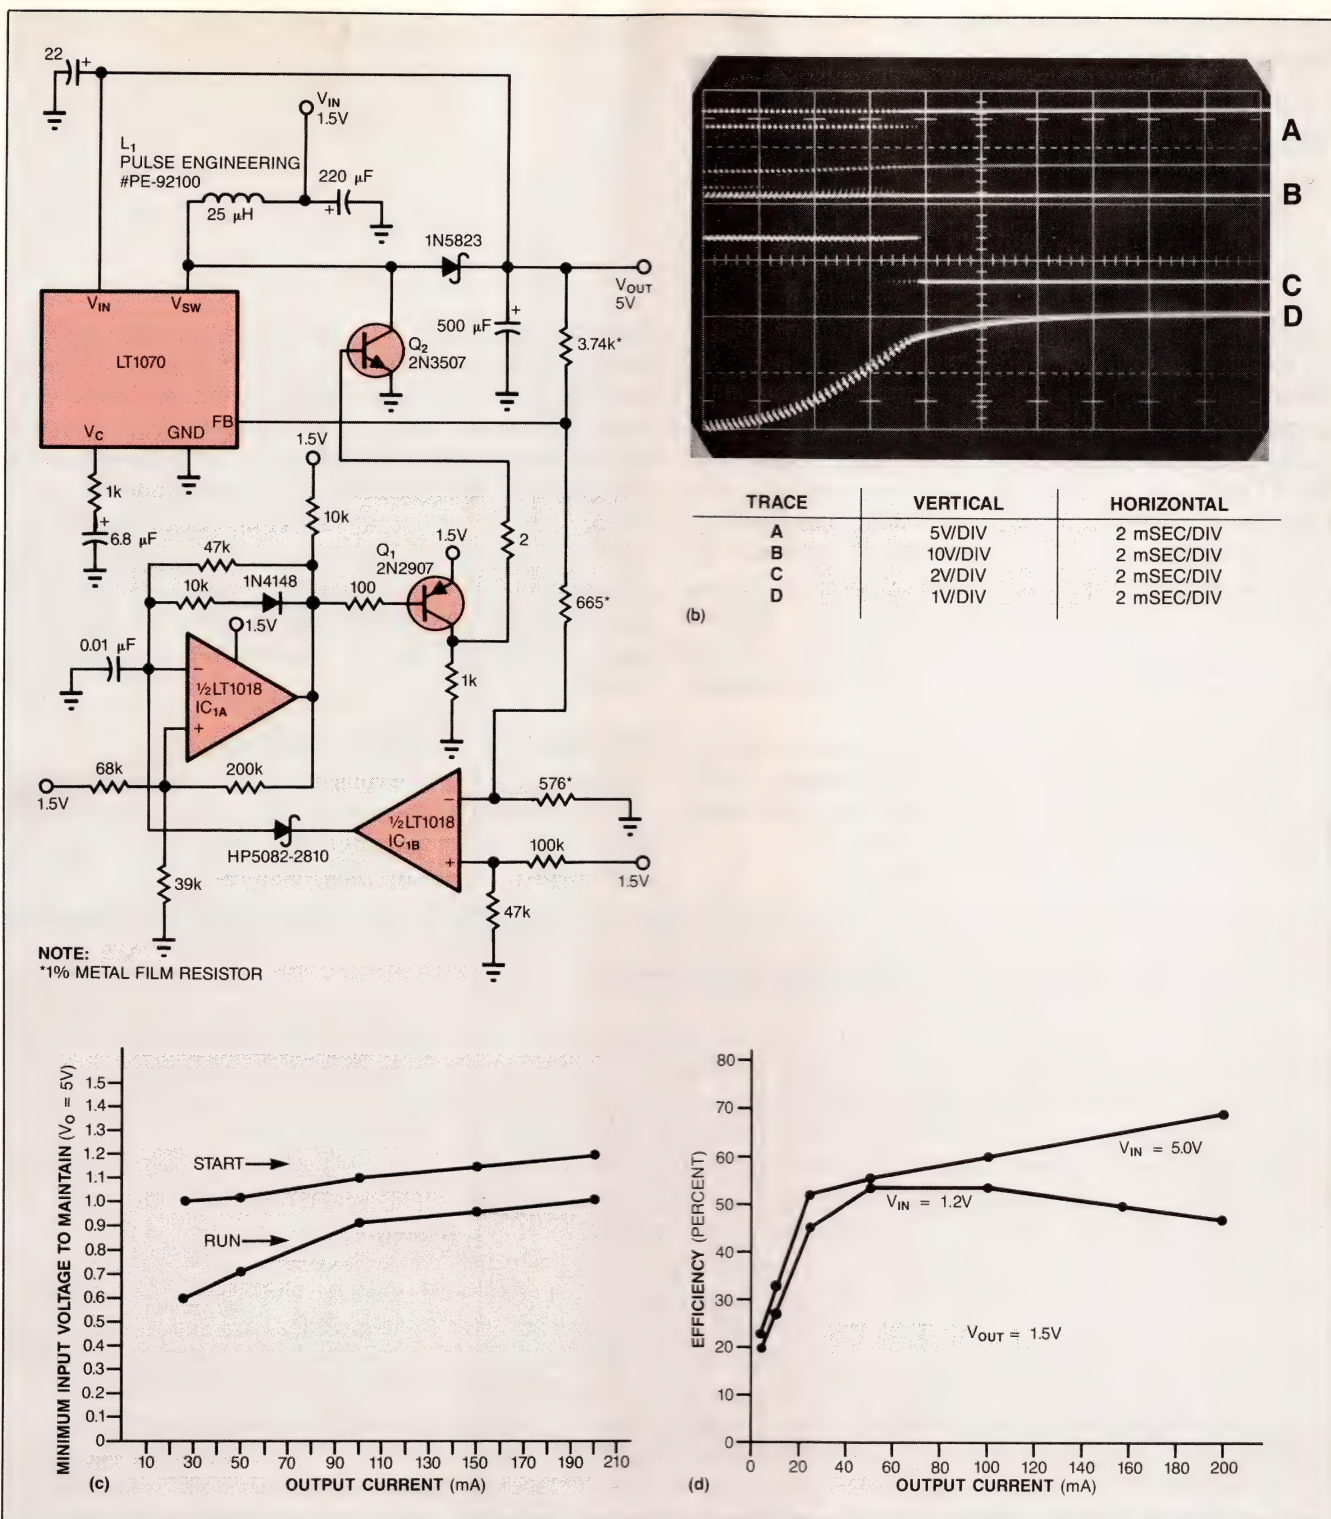 22
+
V_IN
1.5V
L1
PULSE ENGINEERING
#PE-92100
220 µF
+
25 µH
1N5823
V_IN
V_SW
V_OUT
5V
+
500 µF
Q2
2N3507
3.74k*
LT1070
FB
V_C
GND
1.5V
1k
10k
2
+
6.8 µF
47k
Q1
2N2907
1.5V
10k
1N4148
100
665*
1.5V
0.01 µF
–
½LT1018
IC1A
+
1k
68k
200k
1.5V
576*
–
½LT1018
IC1B
+
HP5082-2810
100k
1.5V
39k
47k
NOTE:
*1% METAL FILM RESISTOR
A
B
C
D
TRACE VERTICAL HORIZONTAL
A 5V/DIV 2 mSEC/DIV
B 10V/DIV 2 mSEC/DIV
C 2V/DIV 2 mSEC/DIV
D 1V/DIV 2 mSEC/DIV
(b)
MINIMUM INPUT VOLTAGE TO MAINTAIN (V_O = 5V)
1.5
1.4
1.3
1.2
1.1
1.0
0.9
0.8
0.7
0.6
0.5
0.4
0.3
0.2
0.1
0
START
RUN
10 30 50 70 90 110 130 150 170 190 210
(c)
OUTPUT CURRENT (mA)
EFFICIENCY (PERCENT)
80
70
60
50
40
30
20
10
0
V_IN = 5.0V
V_IN = 1.2V
V_OUT = 1.5V
0 20 40 60 80 100 120 140 160 180 200
(d)
OUTPUT CURRENT (mA)